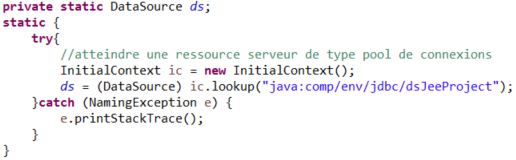 private static DataSource ds;
static {
try{
//atteindre une ressource serveur de type pool de connexions
InitialContext ic = new InitialContext();
ds = (DataSource) ic.lookup("java:comp/env/jdbc/dsJeeProject");
}catch (NamingException e) {
e.printStackTrace();
}
}